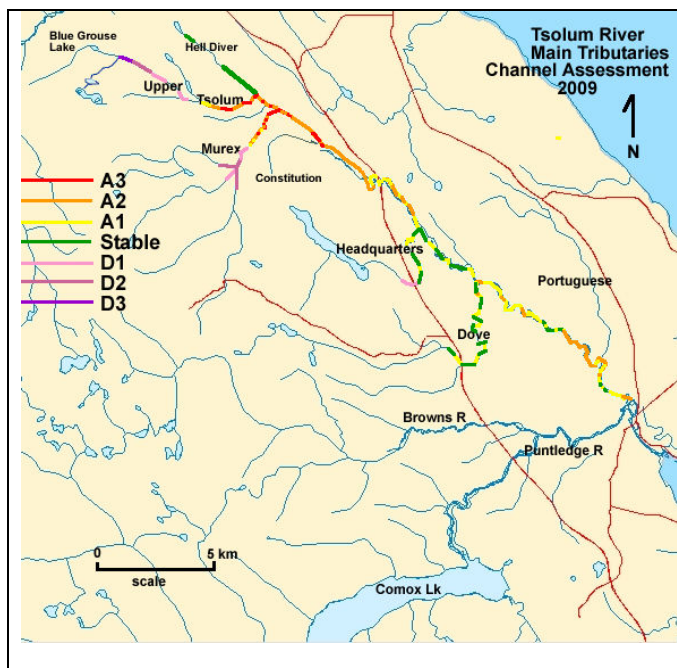 Tsolum River
Main Tributaries
Channel Assessment
2009
N
Blue Grouse
Lake
Hell Diver
Upper
Tsolum
Murex
Constitution
A3
A2
A1
Stable
D1
D2
D3
Headquarters
Portuguese
Dove
Browns R
Puntledge R
0 5 km
scale
Comox Lk